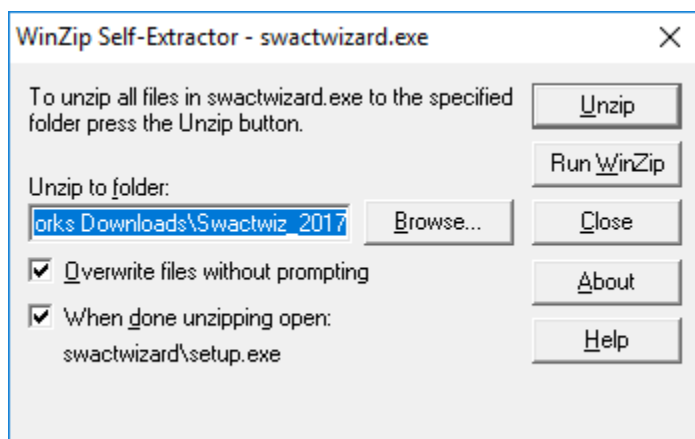 WinZip Self-Extractor - swactwizard.exe
To unzip all files in swactwizard.exe to the specified
folder press the Unzip button.
Unzip to folder:
orks Downloads\Swactwiz_2017
Browse...
Overwrite files without prompting
When done unzipping open:
swactwizard\setup.exe
Unzip
Run WinZip
Close
About
Help